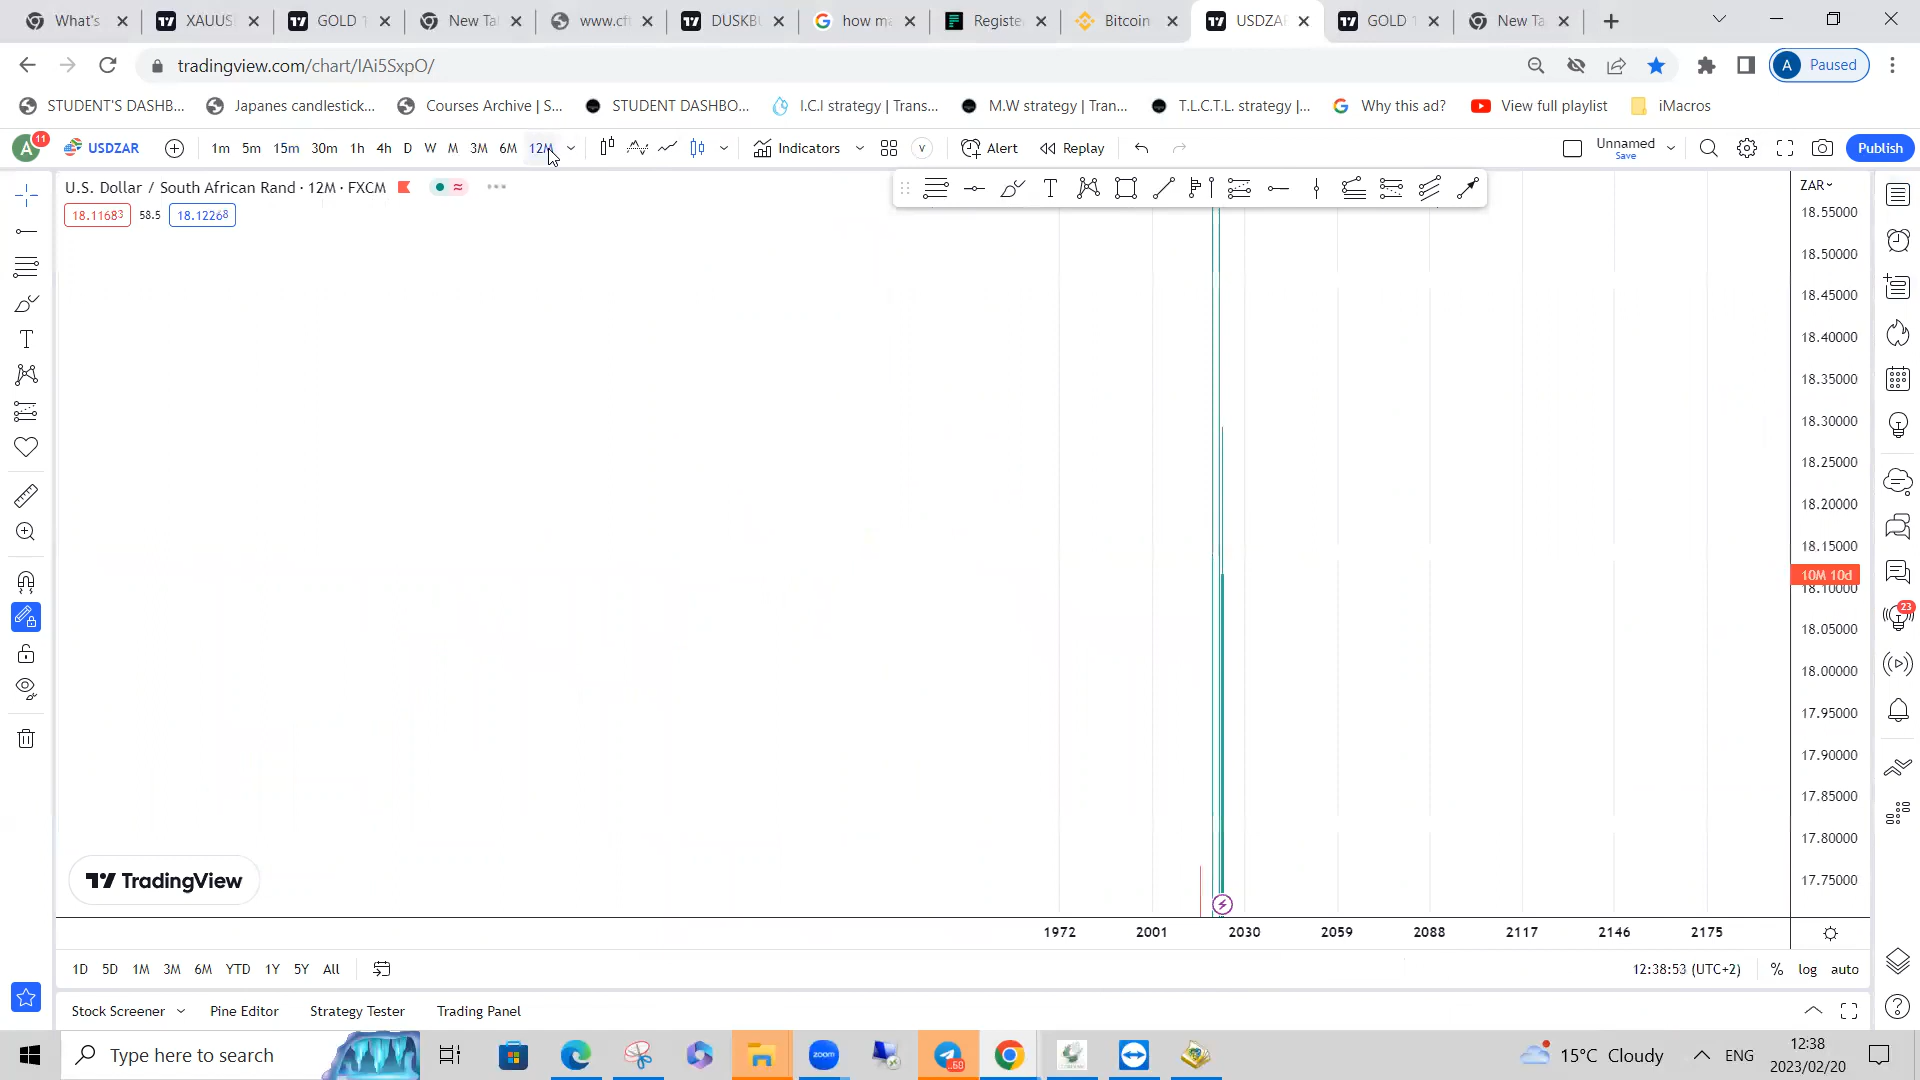 What's
XAUUS
GOLD 1
New Ta
www.cf
DUSKB
how ma
Registe
Bitcoin
USDZA
GOLD 1
New Ta
tradingview.com/chart/IAi5SxpO/
A Paused
STUDENT'S DASHB...
Japanes candlestick...
Courses Archive | S...
STUDENT DASHBO...
I.C.I strategy | Trans...
M.W strategy | Tran...
T.L.C.T.L. strategy |...
Why this ad?
View full playlist
iMacros
A 11
USDZAR
1m 5m 15m 30m 1h 4h D W M 3M 6M 12M
Indicators
V
Alert
Replay
Unnamed
Save
Publish
U.S. Dollar / South African Rand · 12M · FXCM
18.11683 58.5 18.12268
ZAR
18.55000
18.50000
18.45000
18.40000
18.35000
18.30000
18.25000
18.20000
18.15000
10M 10d
18.10000
18.05000
18.00000
17.95000
17.90000
17.85000
17.80000
17.75000
23
TradingView
1972 2001 2030 2059 2088 2117 2146 2175
1D 5D 1M 3M 6M YTD 1Y 5Y All
12:38:53 (UTC+2) % log auto
Stock Screener Pine Editor Strategy Tester Trading Panel
Type here to search
zoom
15°C Cloudy
ENG
12:38
2023/02/20